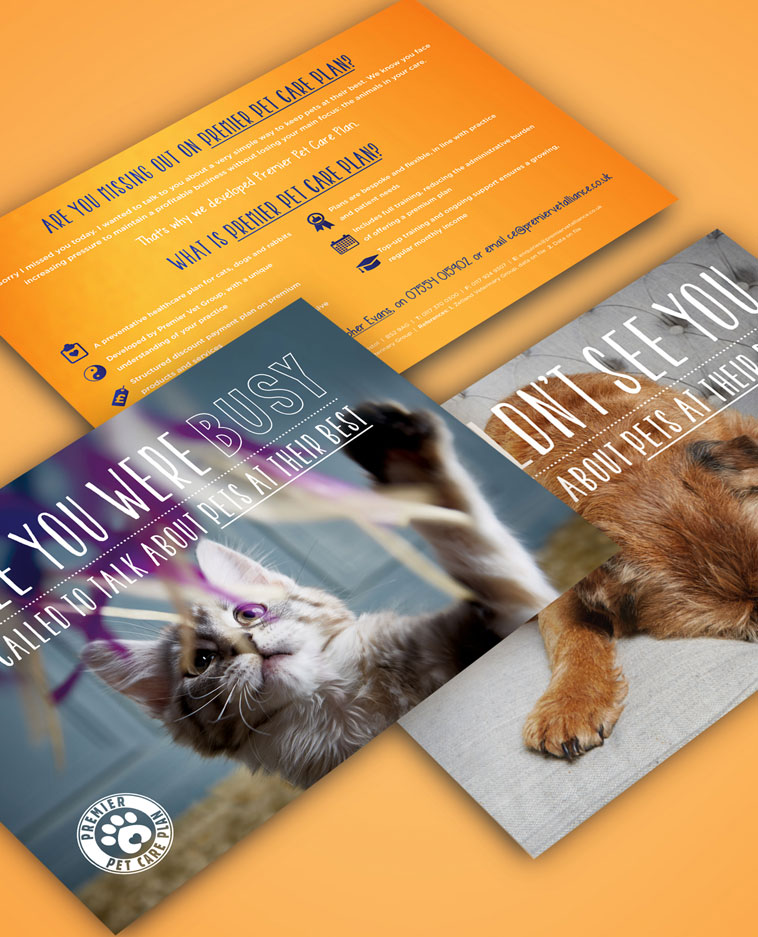 ARE YOU MISSING OUT ON PREMIER PET CARE PLAN?
sorry I missed you today. I wanted to talk to you about a very simple way to keep pets at their best. We know you face
increasing pressure to maintain a profitable business without losing your main focus: the animals in your care.
That's why we developed Premier Pet Care Plan.
WHAT IS PREMIER PET CARE PLAN?
A preventative healthcare plan for cats, dogs and rabbits
Developed by Premier Vet Group, with a unique
understanding of your practice
Structured discount payment plan on premium
products and services
Plans are bespoke and flexible, in line with practice
and patient needs
Includes full training, reducing the administrative burden
of offering a premium plan
Top-up training and ongoing support ensures a growing,
regular monthly income
Evans, on 07554 015902 or email ce@premiervetalliance.co.uk
YOU WERE BUSY
CALLED TO TALK ABOUT PETS AT THEIR BEST
PREMIER
PET CARE PLAN
SEE YOU
ABOUT PETS AT THEIR